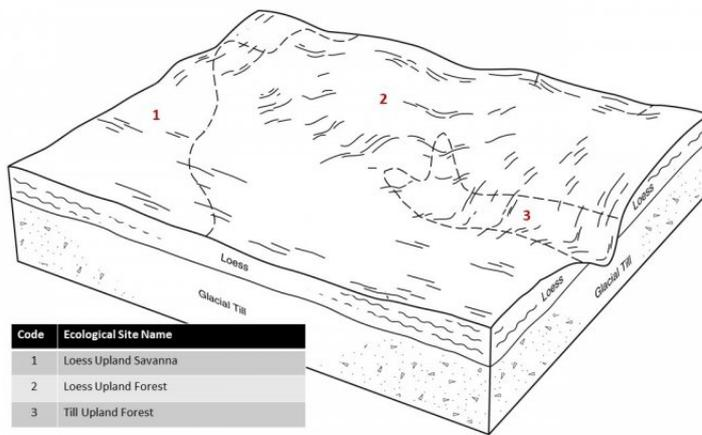 1
2
3
Loess
Loess
Loess
Glacial Till
Glacial Till
Code Ecological Site Name
1 Loess Upland Savanna
2 Loess Upland Forest
3 Till Upland Forest